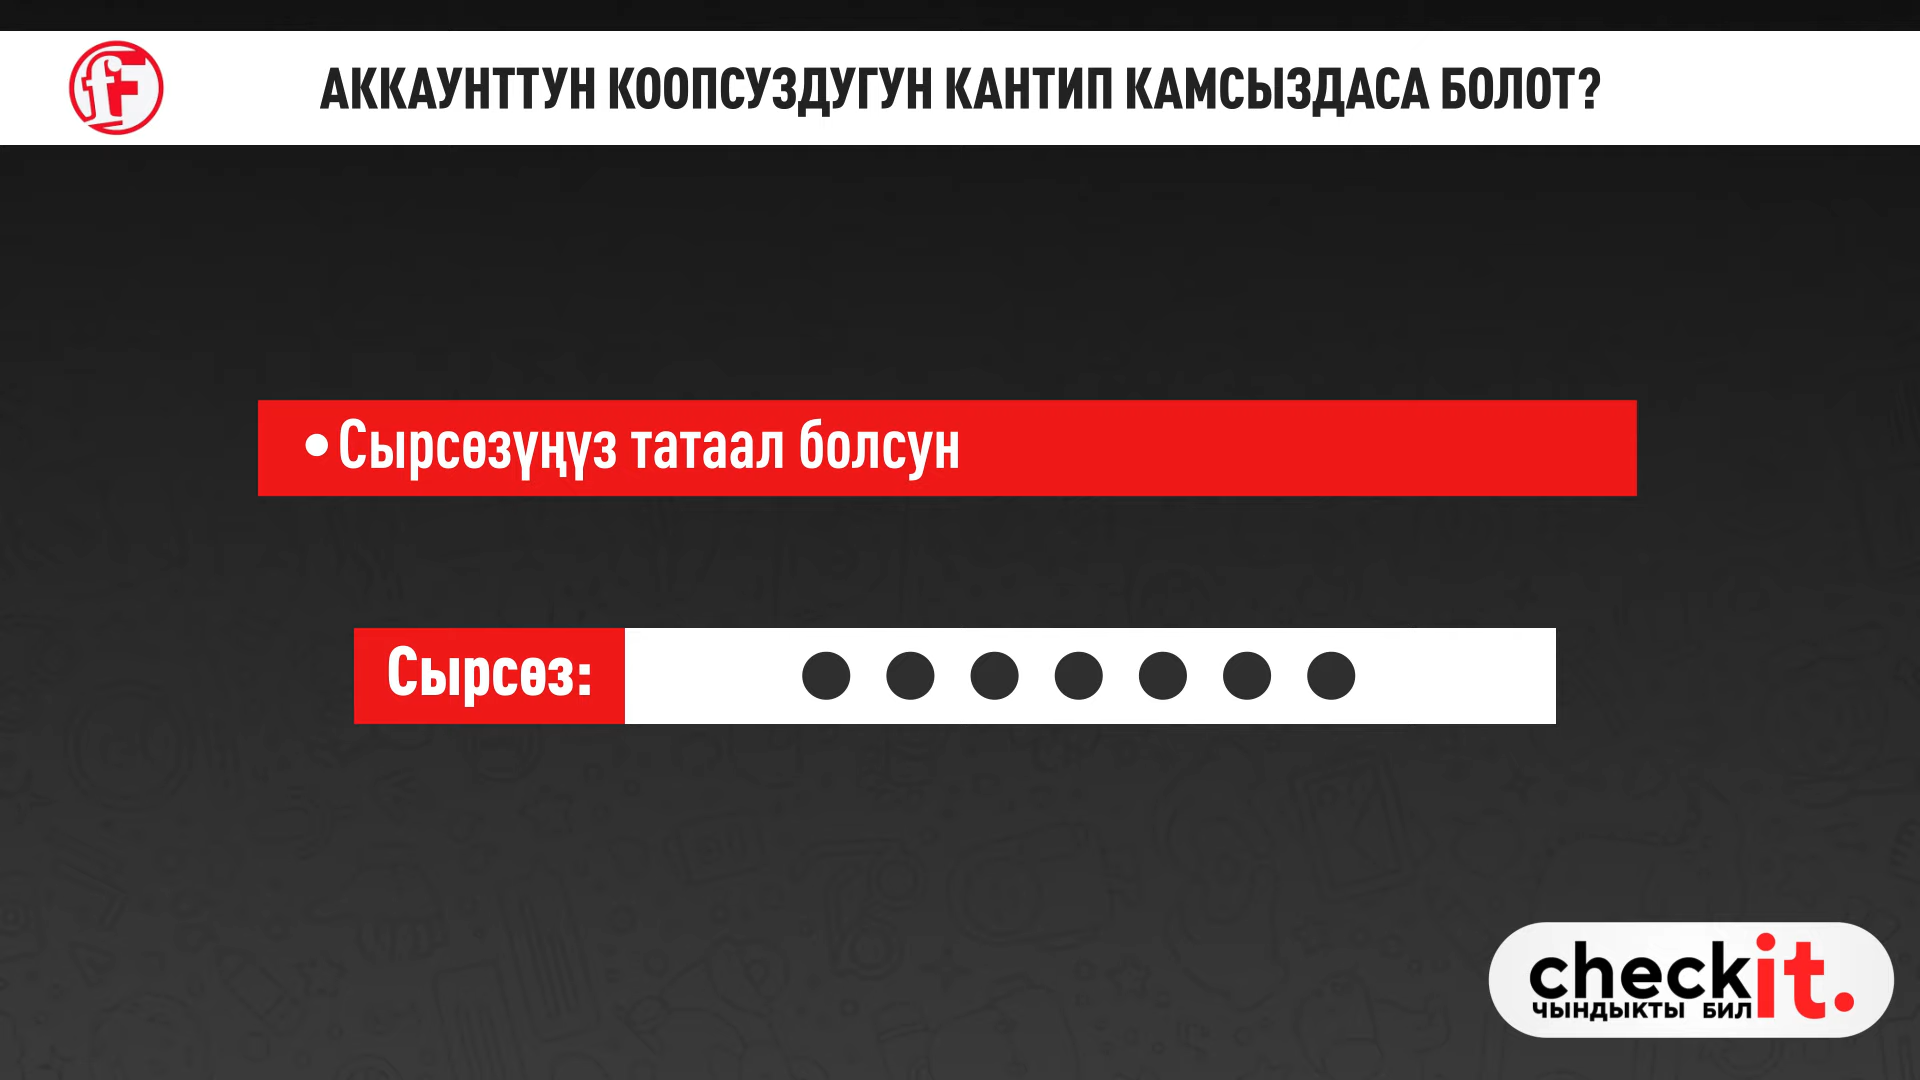 АККАУНТТУН КООПСУЗДУГУН КАНТИП КАМСЫЗДАСА БОЛОТ?
• Сырсөзүңүз татаал болсун
Сырсөз:
checkit.
ЧЫНДЫКТЫ БИЛ